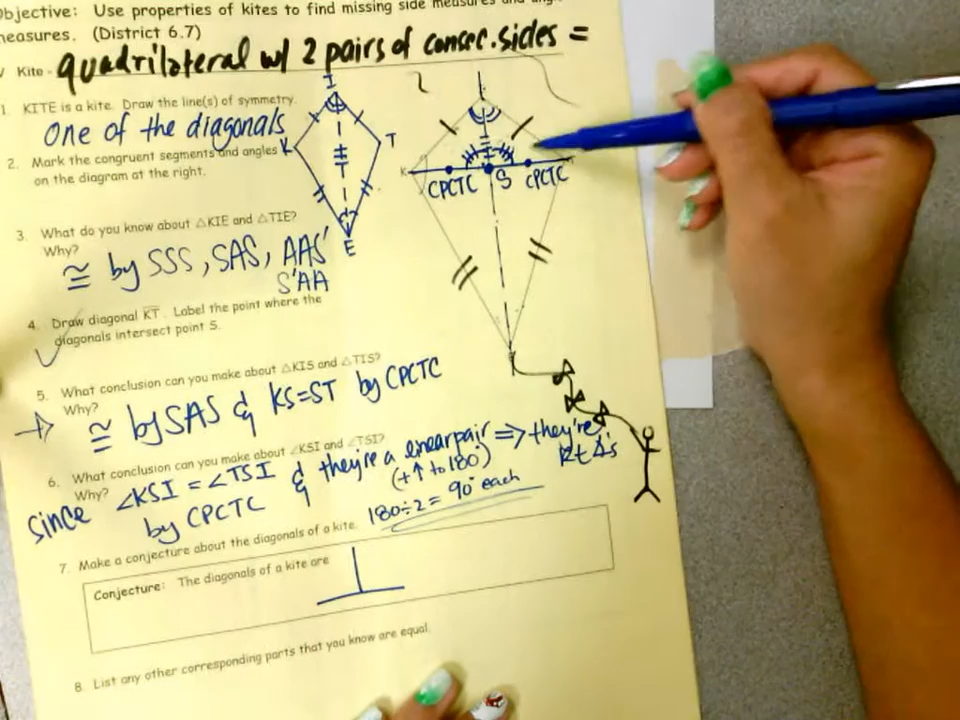 Objective: Use properties of kites to find missing side measures and
measures. (District 6.7)
Kite - quadrilateral w/ 2 pairs of consec. sides =
1. KITE is a kite. Draw the line(s) of symmetry.
One of the diagonals
2. Mark the congruent segments and angles
on the diagram at the right.
I
K
T
E
K
S
CPCTC
CPCTC
3. What do you know about △KIE and △TIE?
Why?
≅ by SSS, SAS, AAS'
S'AA
4. Draw diagonal KT. Label the point where the
diagonals intersect point S.
5. What conclusion can you make about △KIS and △TIS?
Why?
≅ by SAS & KS=ST by CPCTC
6. What conclusion can you make about ∠KSI and ∠TSI?
Why?
since ∠KSI = ∠TSI & they're a linear pair => they're
by CPCTC (+↑ to 180°) Rt ∆'s
180÷2 = 90° each
7. Make a conjecture about the diagonals of a kite.
Conjecture: The diagonals of a kite are ⊥
8. List any other corresponding parts that you know are equal.